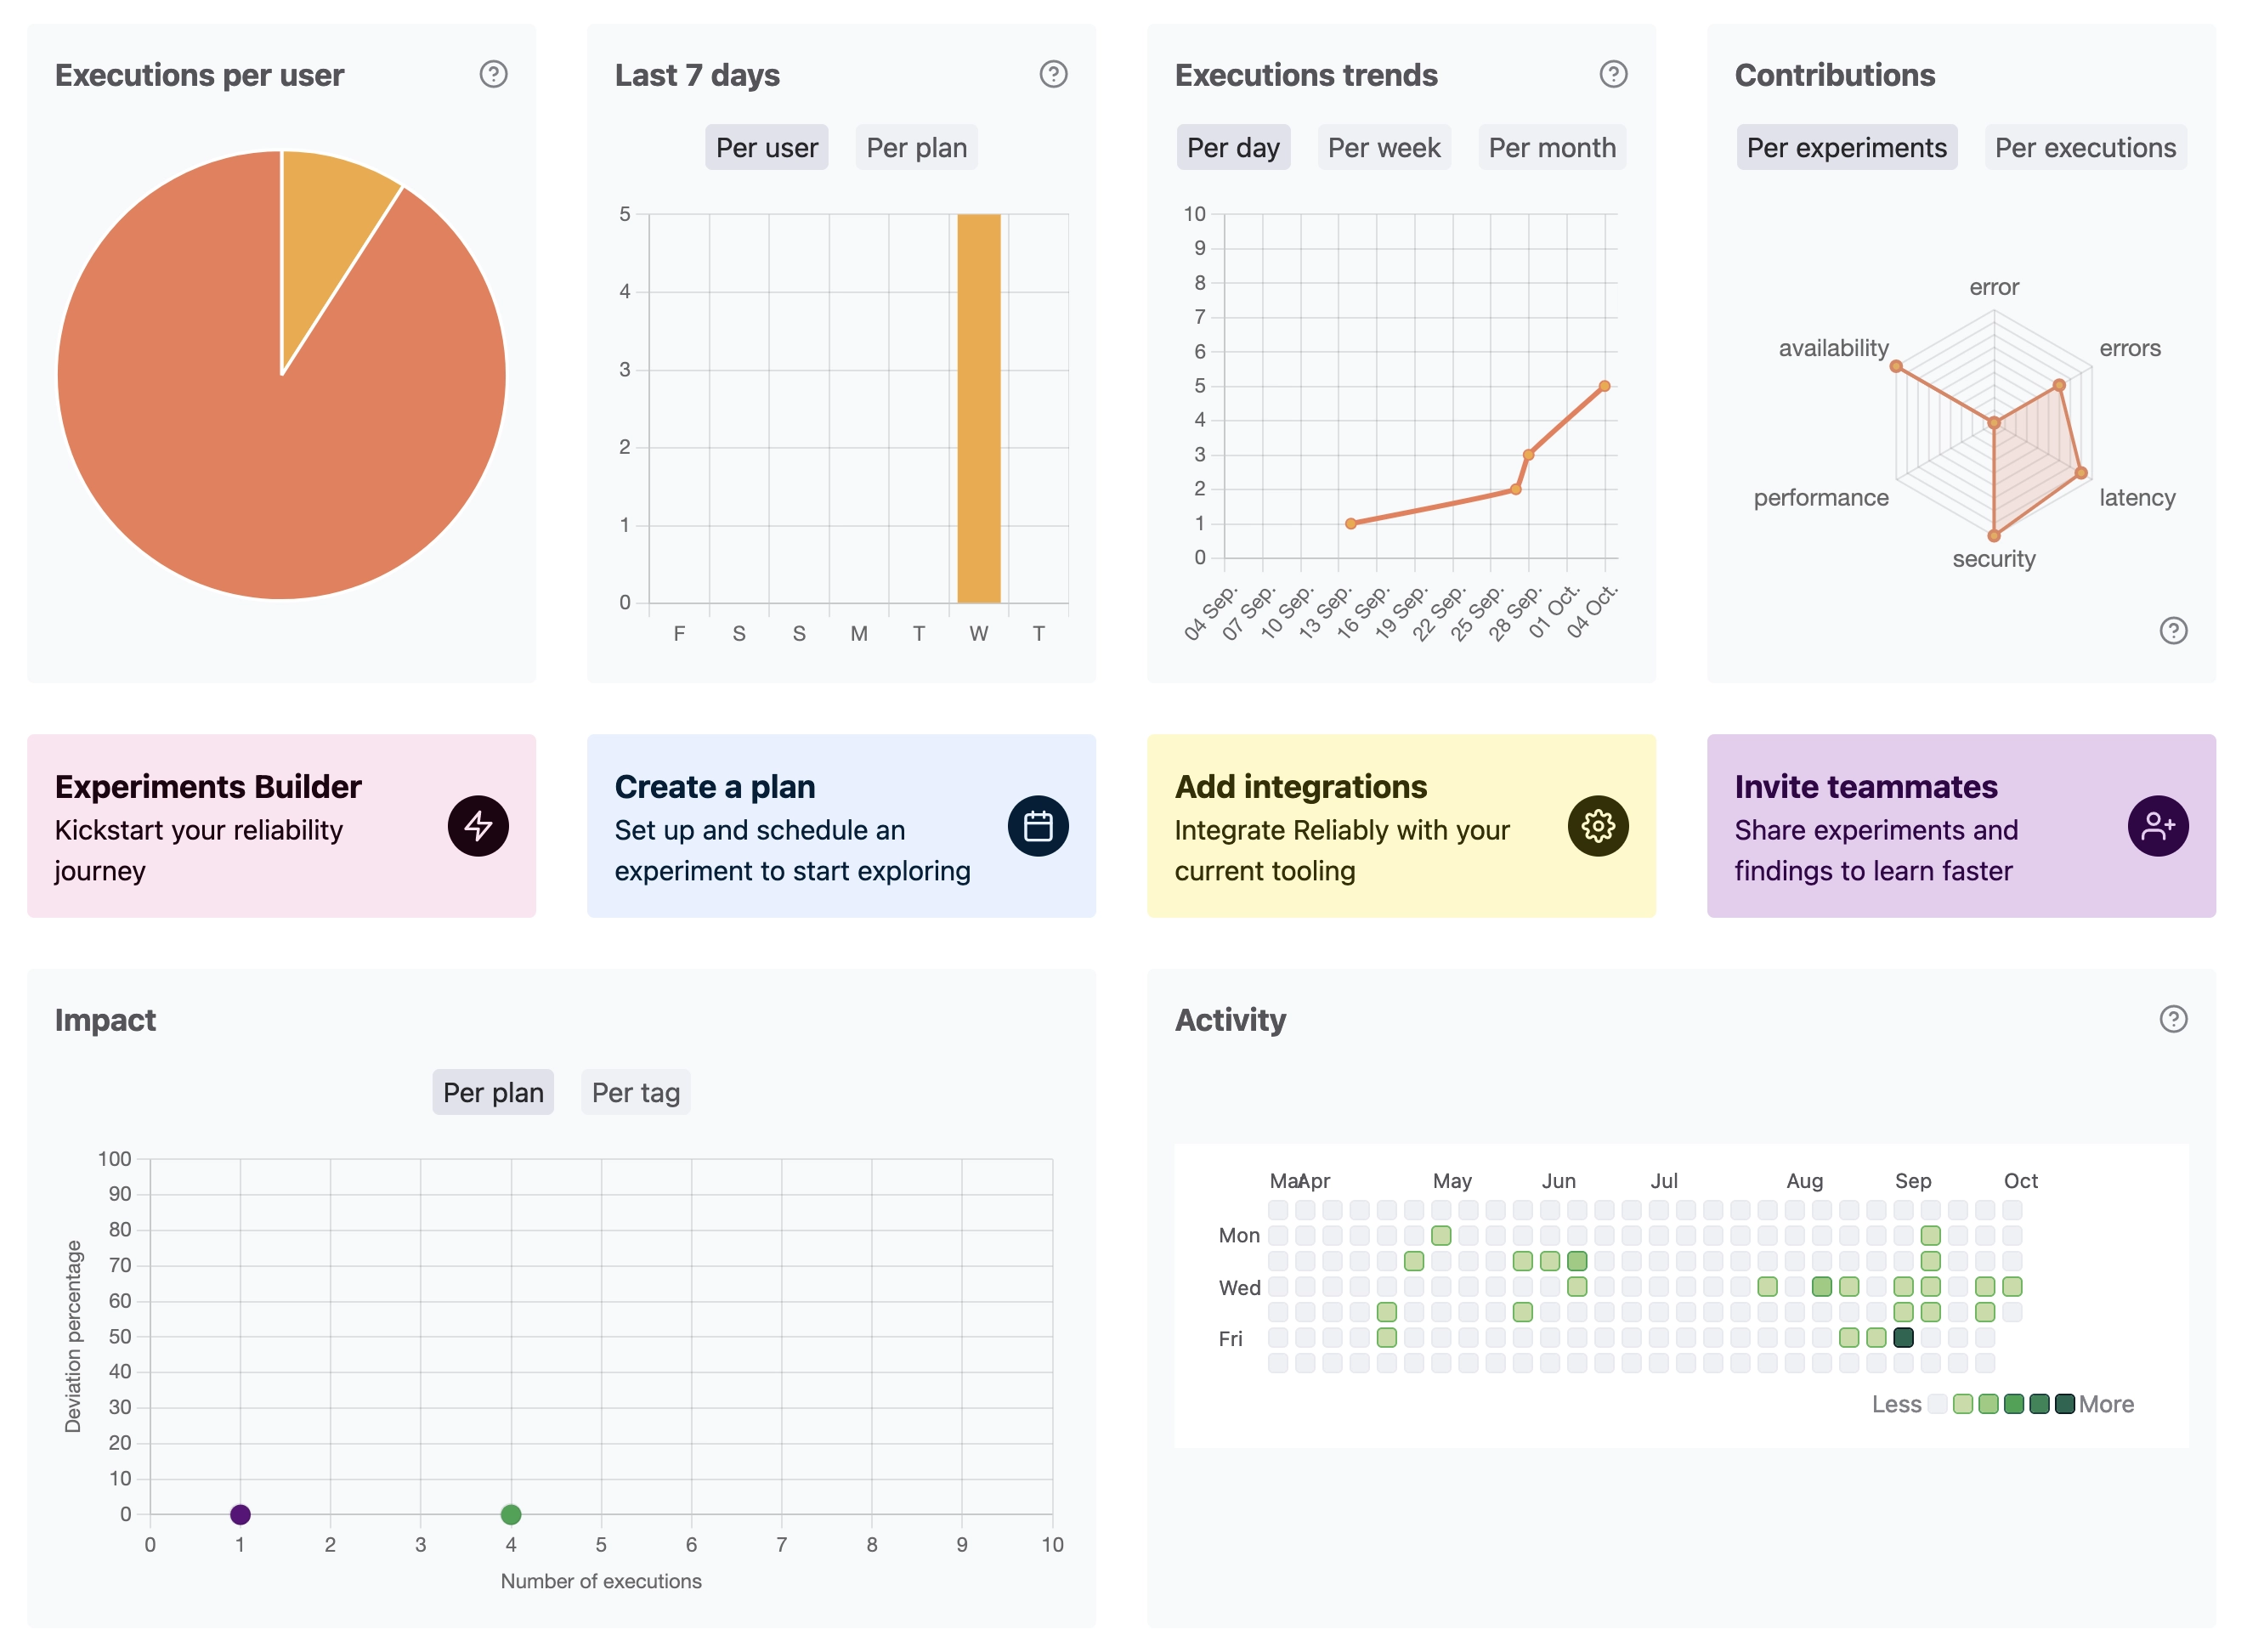 Executions per user
Last 7 days
Per user
Per plan
5
4
3
2
1
0
F
S
S
M
T
W
T
Executions trends
Per day
Per week
Per month
10
9
8
7
6
5
4
3
2
1
0
04 Sep.
07 Sep.
10 Sep.
13 Sep.
16 Sep.
19 Sep.
22 Sep.
25 Sep.
28 Sep.
01 Oct.
04 Oct.
Contributions
Per experiments
Per executions
error
errors
latency
security
performance
availability
Experiments Builder
Kickstart your reliability
journey
Create a plan
Set up and schedule an
experiment to start exploring
Add integrations
Integrate Reliably with your
current tooling
Invite teammates
Share experiments and
findings to learn faster
Impact
Per plan
Per tag
Deviation percentage
100
90
80
70
60
50
40
30
20
10
0
0
1
2
3
4
5
6
7
8
9
10
Number of executions
Activity
Mar
Apr
May
Jun
Jul
Aug
Sep
Oct
Mon
Wed
Fri
Less
More